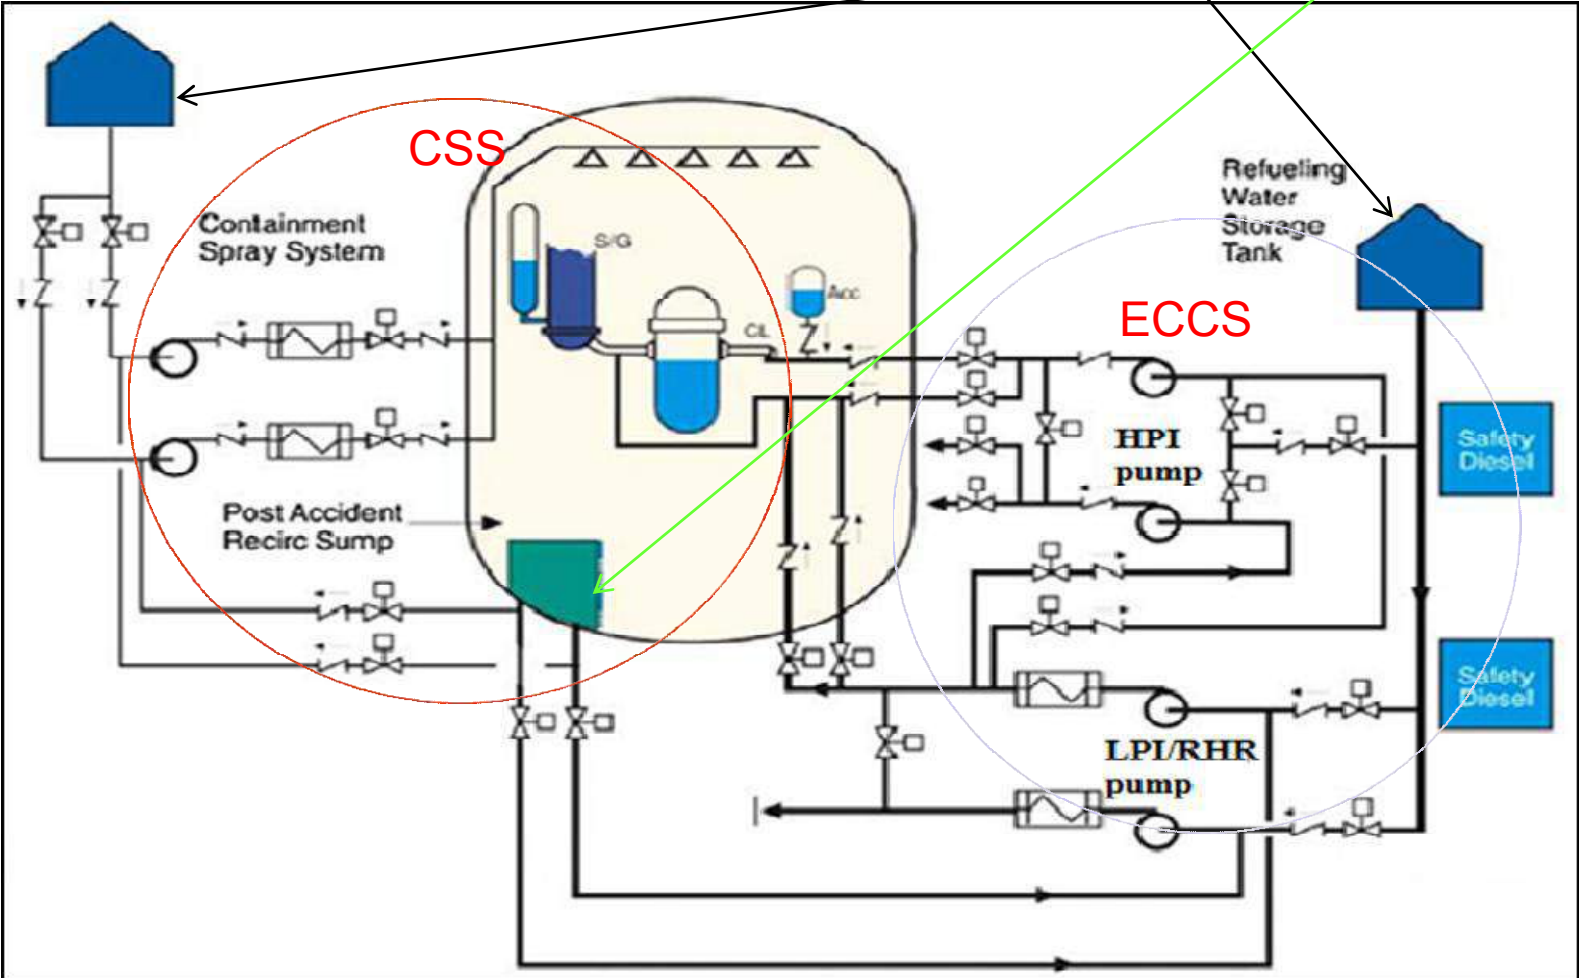 CSS
Containment
Spray System
S/G
Acc
CL
Refueling
Water
Storage
Tank
ECCS
HPI
pump
Safety
Diesel
Post Accident
Recirc Sump
Safety
Diesel
LPI/RHR
pump